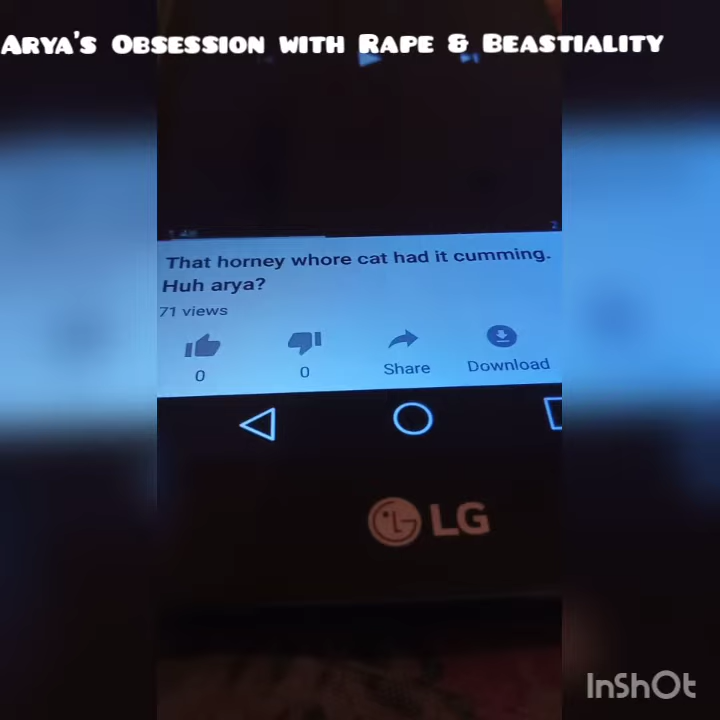 Arya's Obsession with Rape & Beastiality
That horney whore cat had it cumming.
Huh arya?
71 views
0
0
Share
Download
LG
InShOt